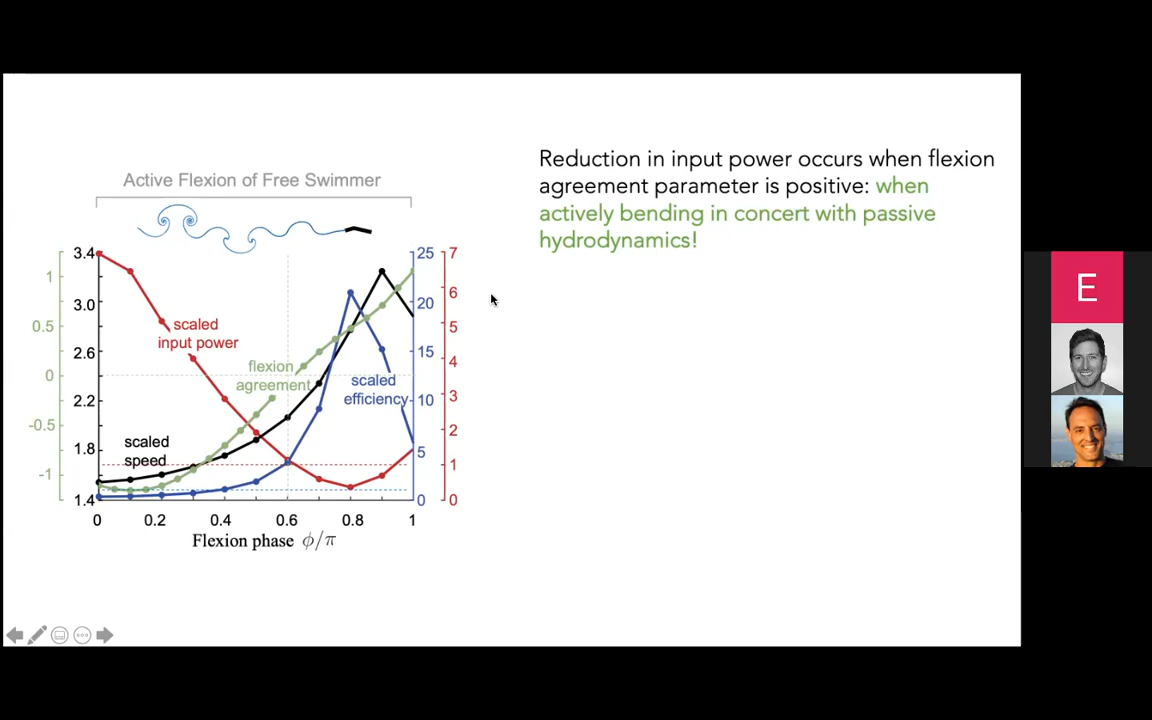 Active Flexion of Free Swimmer
Reduction in input power occurs when flexion
agreement parameter is positive: when
actively bending in concert with passive
hydrodynamics!
1
0.5
0
-0.5
-1
3.4
3.0
2.6
2.2
1.8
1.4
scaled
input power
flexion
agreement
scaled
efficiency
scaled
speed
25
20
15
10
5
0
7
6
5
4
3
2
1
0
0 0.2 0.4 0.6 0.8 1
Flexion phase ϕ/π
E